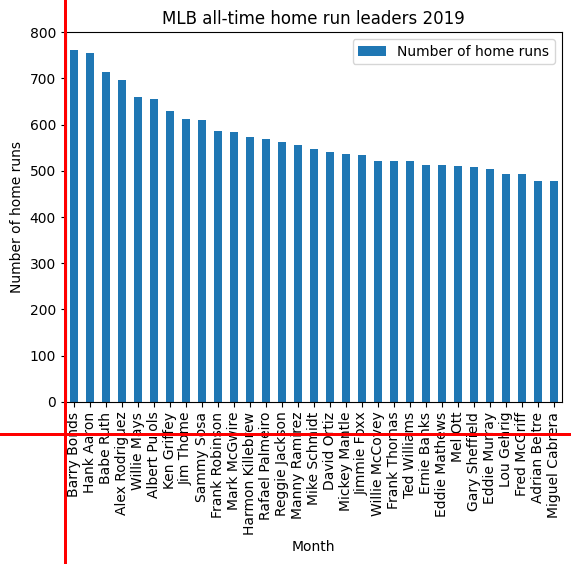 MLB all-time home run leaders 2019
Number of home runs
Number of home runs
800
700
600
500
400
300
200
100
0
Barry Bonds
Hank Aaron
Babe Ruth
Alex Rodriguez
Willie Mays
Albert Pujols
Ken Griffey
Jim Thome
Sammy Sosa
Frank Robinson
Mark McGwire
Harmon Killebrew
Rafael Palmeiro
Reggie Jackson
Manny Ramirez
Mike Schmidt
David Ortiz
Mickey Mantle
Jimmie Foxx
Willie McCovey
Frank Thomas
Ted Williams
Ernie Banks
Eddie Mathews
Mel Ott
Gary Sheffield
Eddie Murray
Lou Gehrig
Fred McGriff
Adrian Beltre
Miguel Cabrera
Month